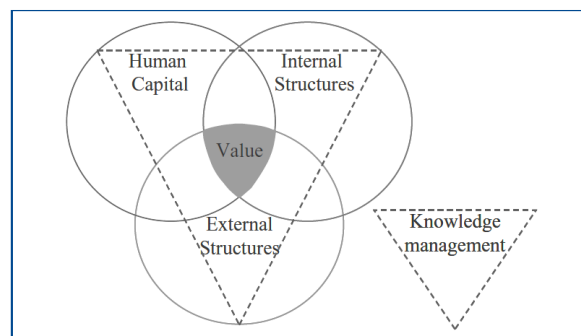 Human
Capital
Internal
Structures
Value
External
Structures
Knowledge
management